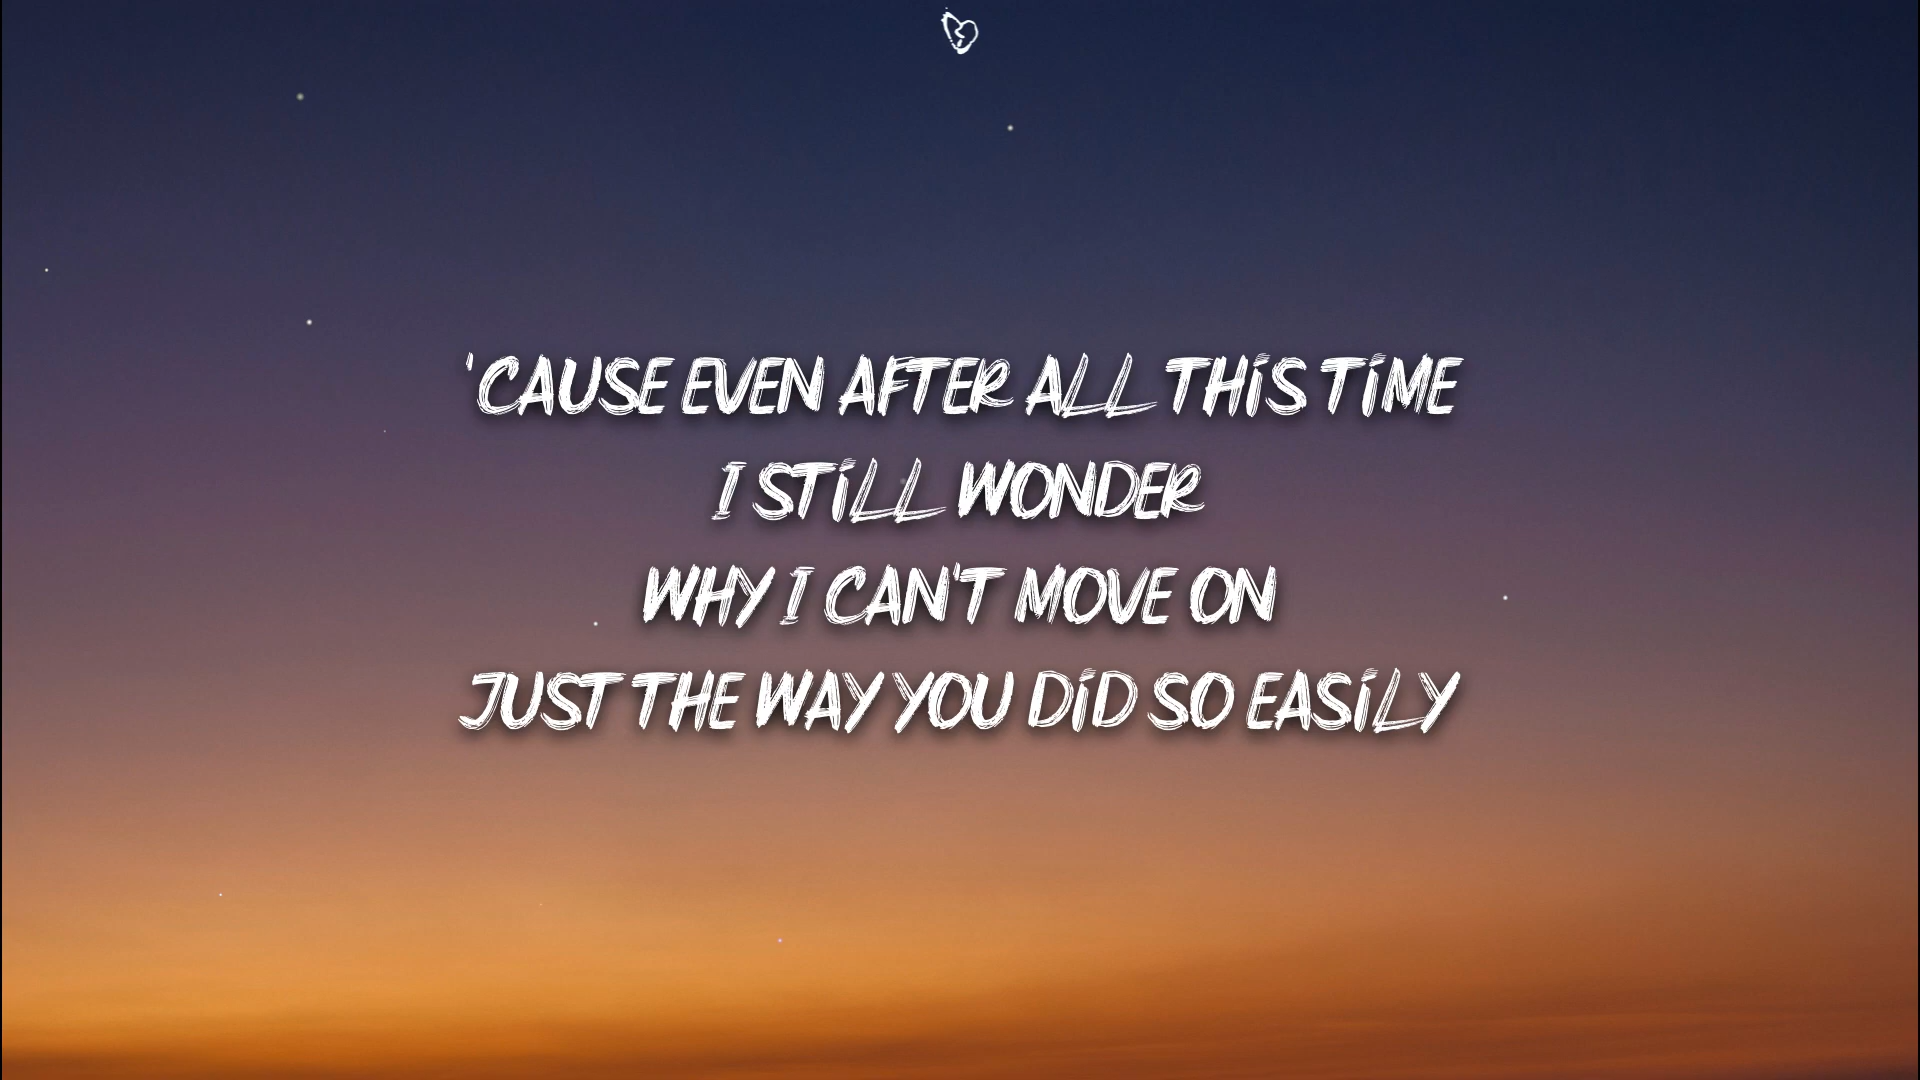 'CAUSE EVEN AFTER ALL THIS TIME
I STILL WONDER
WHY I CAN'T MOVE ON
JUST THE WAY YOU DID SO EASILY